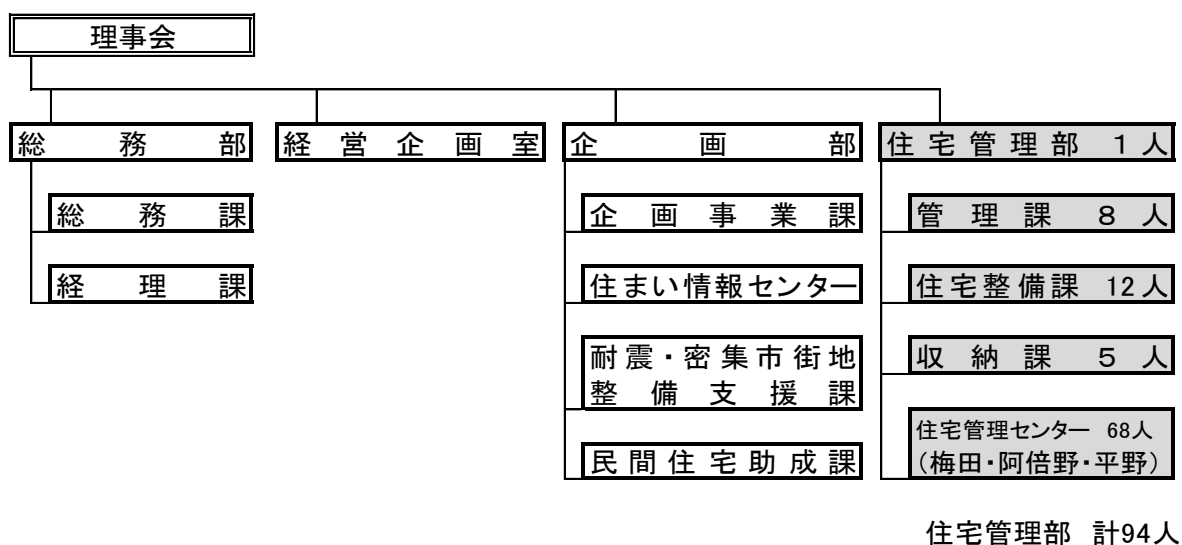 理事会
総務部
経営企画室
企画部
住宅管理部 1人
総務課
経理課
企画事業課
住まい情報センター
耐震・密集市街地
整備支援課
民間住宅助成課
管理課 8人
住宅整備課 12人
収納課 5人
住宅管理センター 68人
（梅田・阿倍野・平野）
住宅管理部 計94人